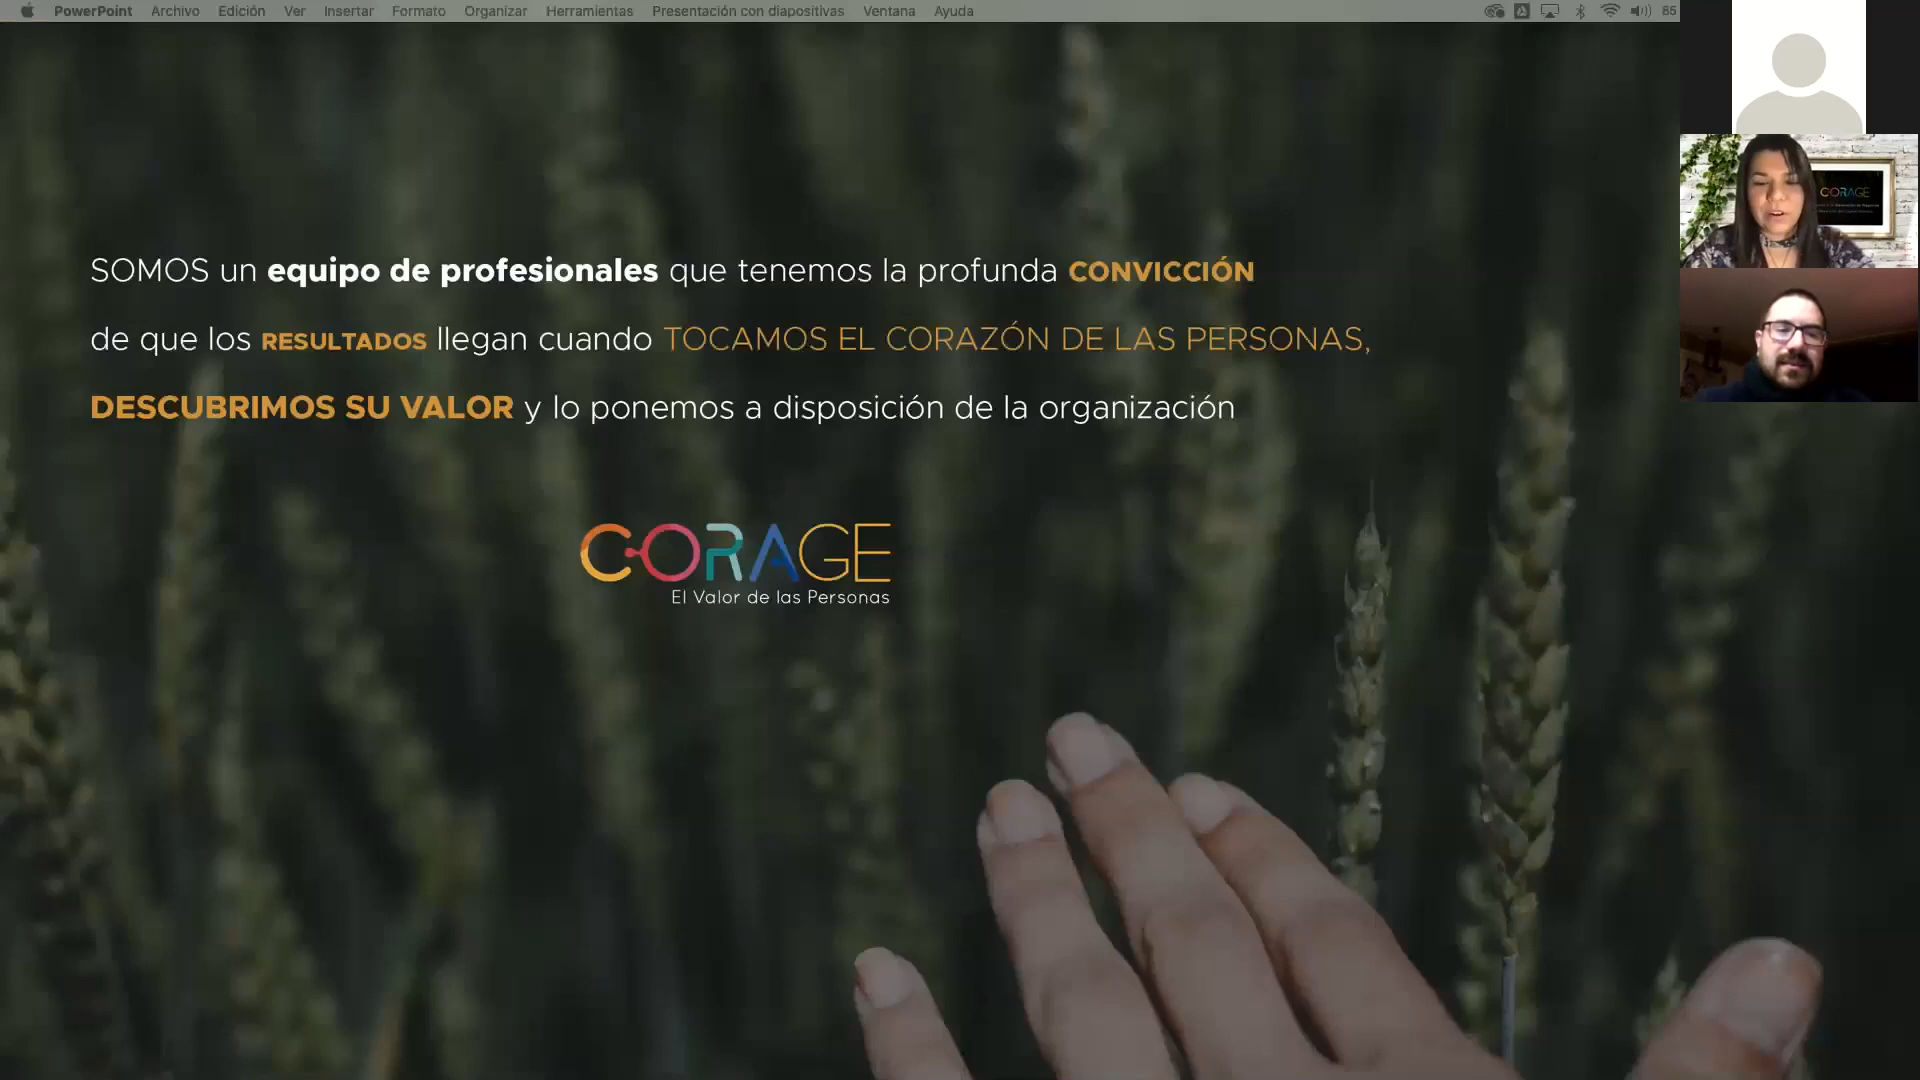 PowerPoint Archivo Edición Ver Insertar Formato Organizar Herramientas Presentación con diapositivas Ventana Ayuda 85
SOMOS un equipo de profesionales que tenemos la profunda CONVICCIÓN
de que los RESULTADOS llegan cuando TOCAMOS EL CORAZÓN DE LAS PERSONAS,
DESCUBRIMOS SU VALOR y lo ponemos a disposición de la organización
CORAGE
El Valor de las Personas
CORAGE